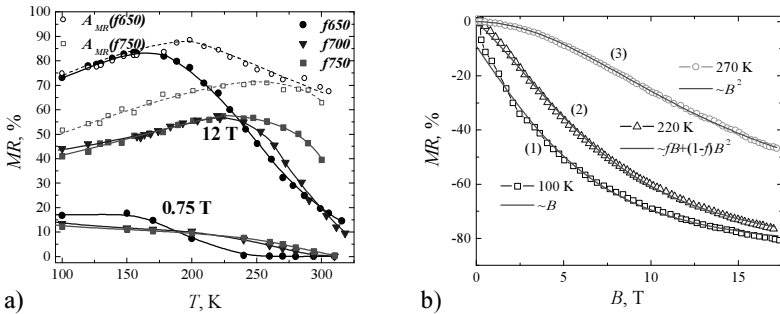 100
90
80
70
60
50
40
30
20
10
0
MR, %
A_MR(f650)
A_MR(f750)
f650
f700
f750
12 T
0.75 T
100 150 200 250 300
T, K
a)
0
-20
-40
-60
-80
MR, %
(3)
270 K
~B^2
(2)
220 K
~fB+(1-f)B^2
(1)
100 K
~B
0 5 10 15
B, T
b)